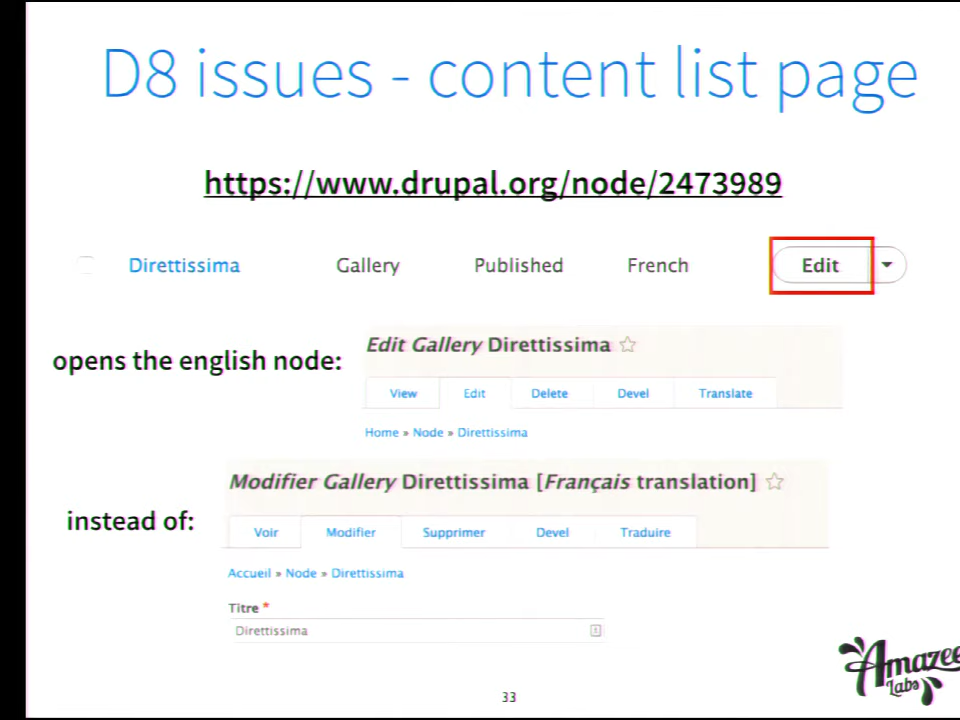 D8 issues - content list page
https://www.drupal.org/node/2473989
Direttissima Gallery Published French Edit
opens the english node:
Edit Gallery Direttissima
View Edit Delete Devel Translate
Home » Node » Direttissima
instead of:
Modifier Gallery Direttissima [Français translation]
Voir Modifier Supprimer Devel Traduire
Accueil » Node » Direttissima
Titre *
Direttissima
Amazee
Labs
33